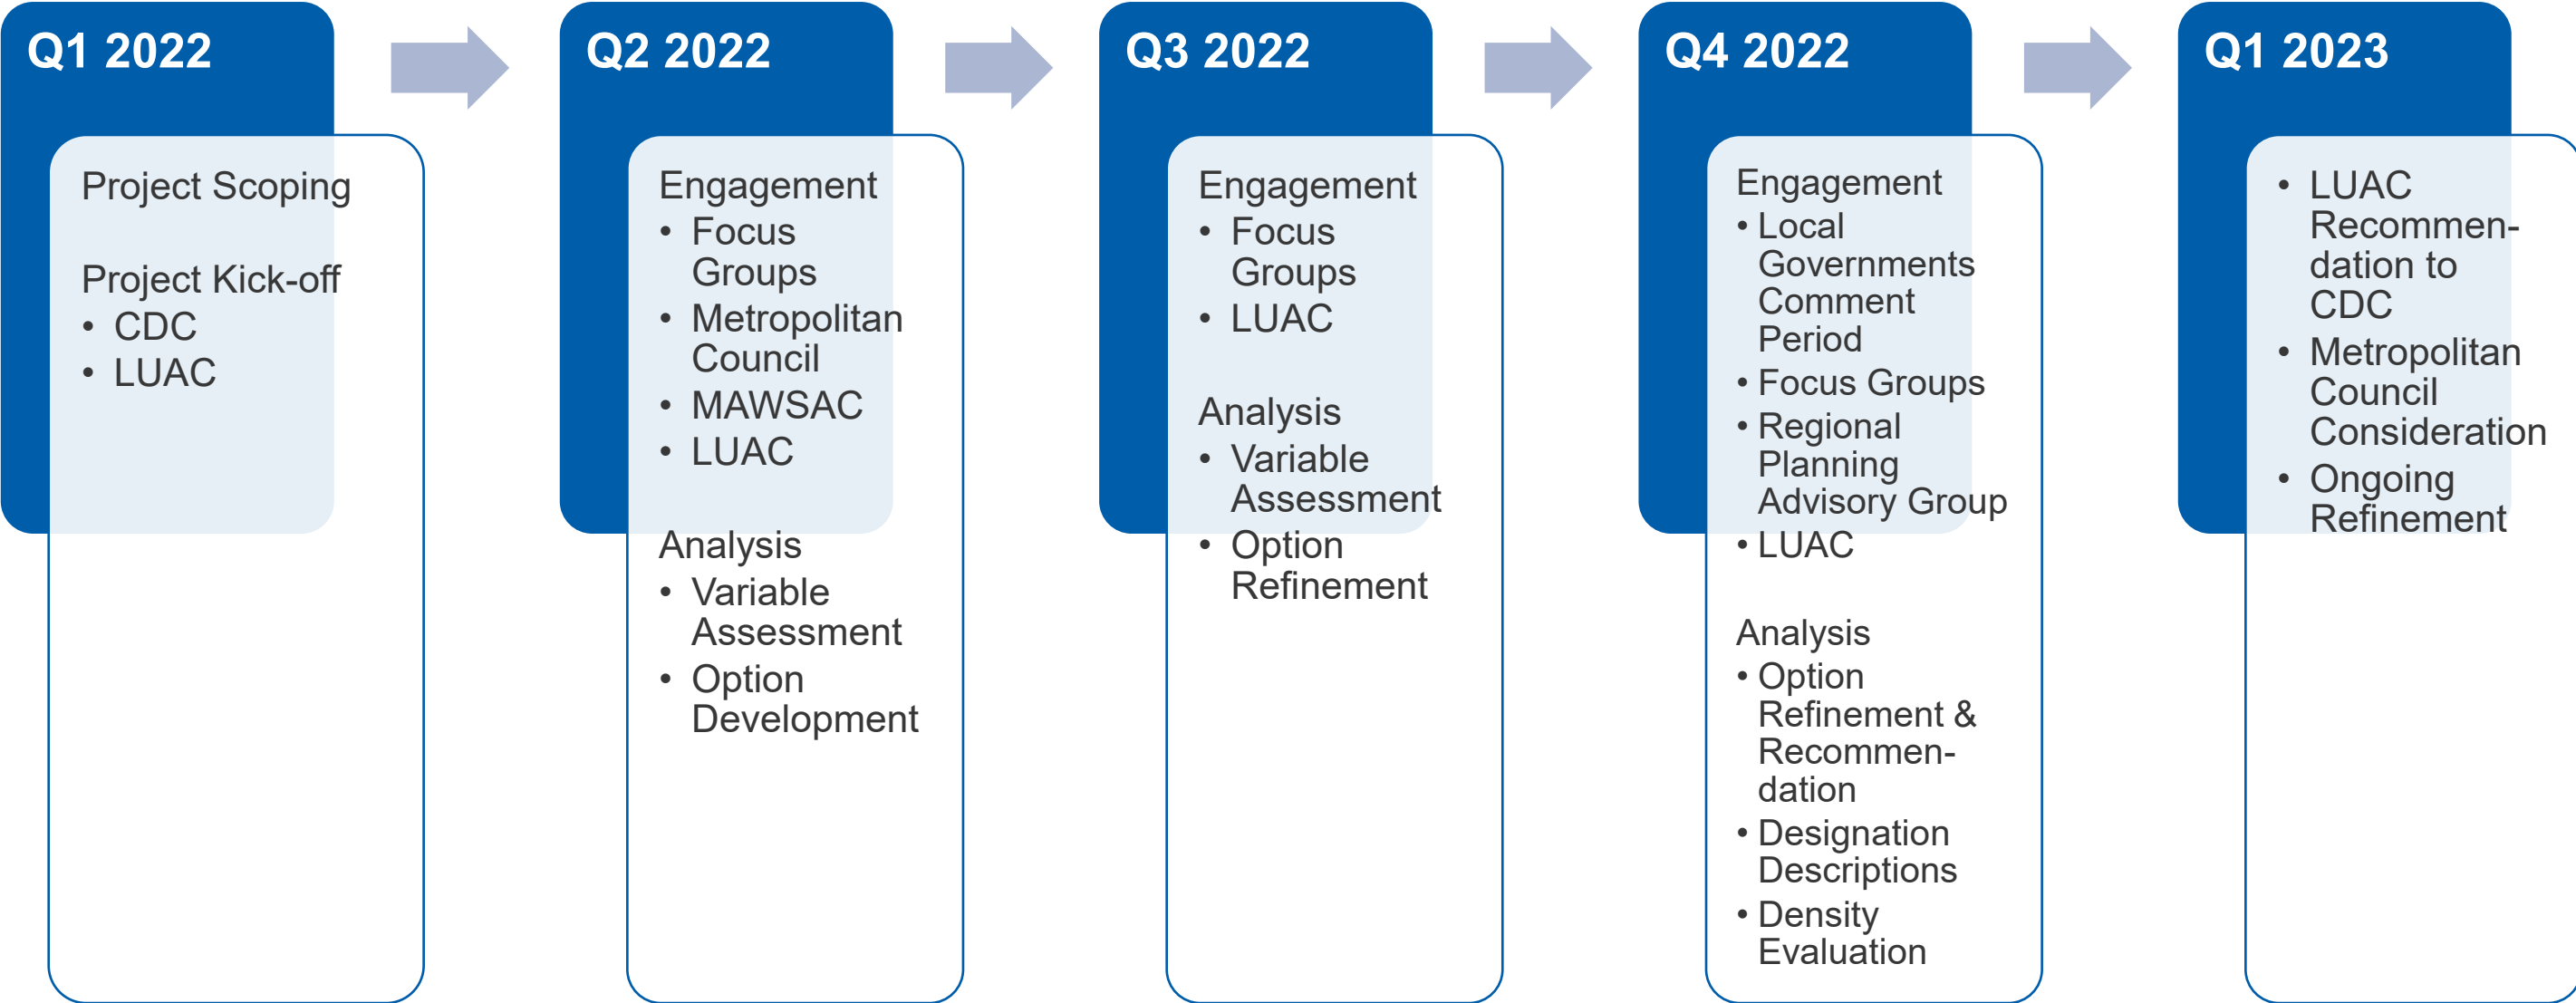 Q1 2022
Project Scoping
Project Kick-off
• CDC
• LUAC
Q2 2022
Engagement
• Focus
Groups
• Metropolitan
Council
• MAWSAC
• LUAC
Analysis
• Variable
Assessment
• Option
Development
Q3 2022
Engagement
• Focus
Groups
• LUAC
Analysis
• Variable
Assessment
• Option
Refinement
Q4 2022
Engagement
• Local
Governments
Comment
Period
• Focus Groups
• Regional
Planning
Advisory Group
• LUAC
Analysis
• Option
Refinement &
Recommen-
dation
• Designation
Descriptions
• Density
Evaluation
Q1 2023
• LUAC
Recommen-
dation to
CDC
• Metropolitan
Council
Consideration
• Ongoing
Refinement